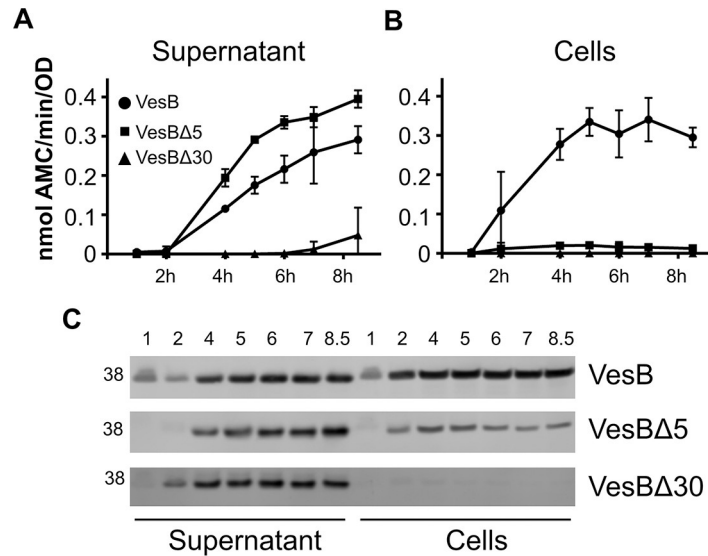 A
B
Supernatant
Cells
nmol AMC/min/OD
0.4
0.3
0.2
0.1
0
VesB
VesBΔ5
VesBΔ30
2h 4h 6h 8h
0.4
0.3
0.2
0.1
0
2h 4h 6h 8h
C
1 2 4 5 6 7 8.5 1 2 4 5 6 7 8.5
38 VesB
38 VesBΔ5
38 VesBΔ30
Supernatant Cells